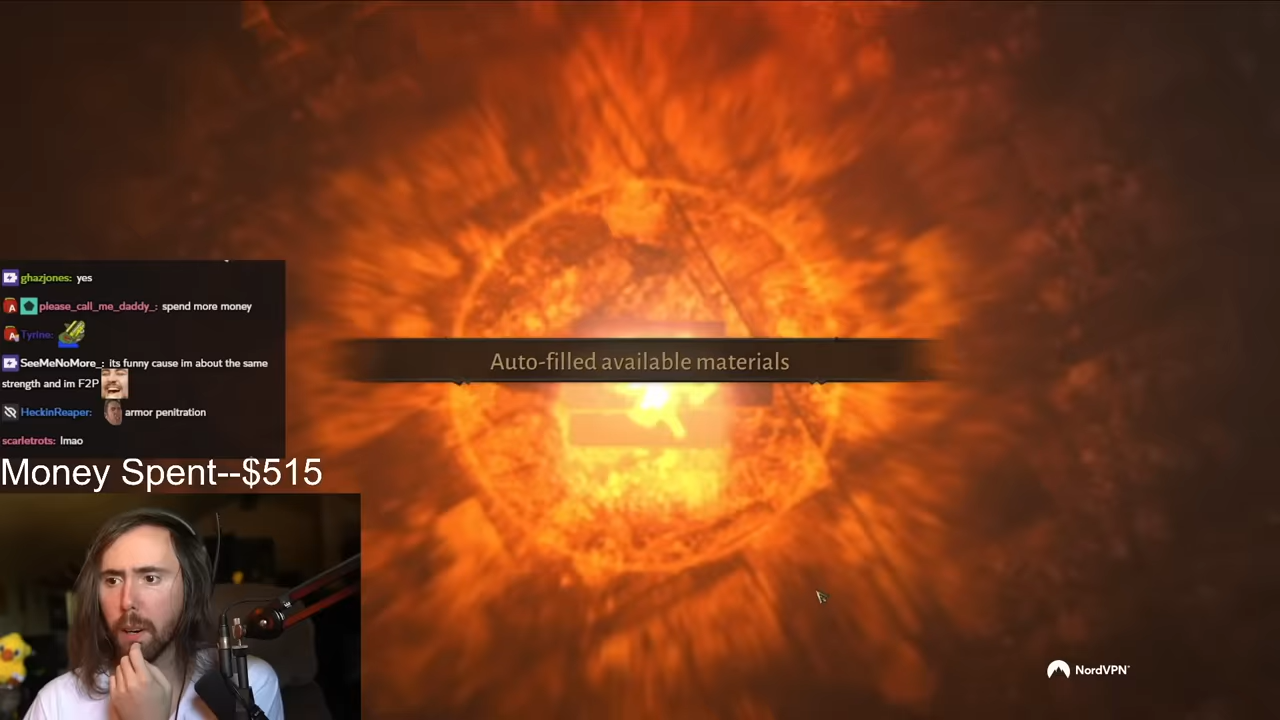 ghazjones: yes
please_call_me_daddy_: spend more money
Tyrine:
SeeMeNoMore_: its funny cause im about the same
strength and im F2P
HeckinReaper: armor penitration
scarletrots: lmao
Money Spent--$515
Auto-filled available materials
NordVPN